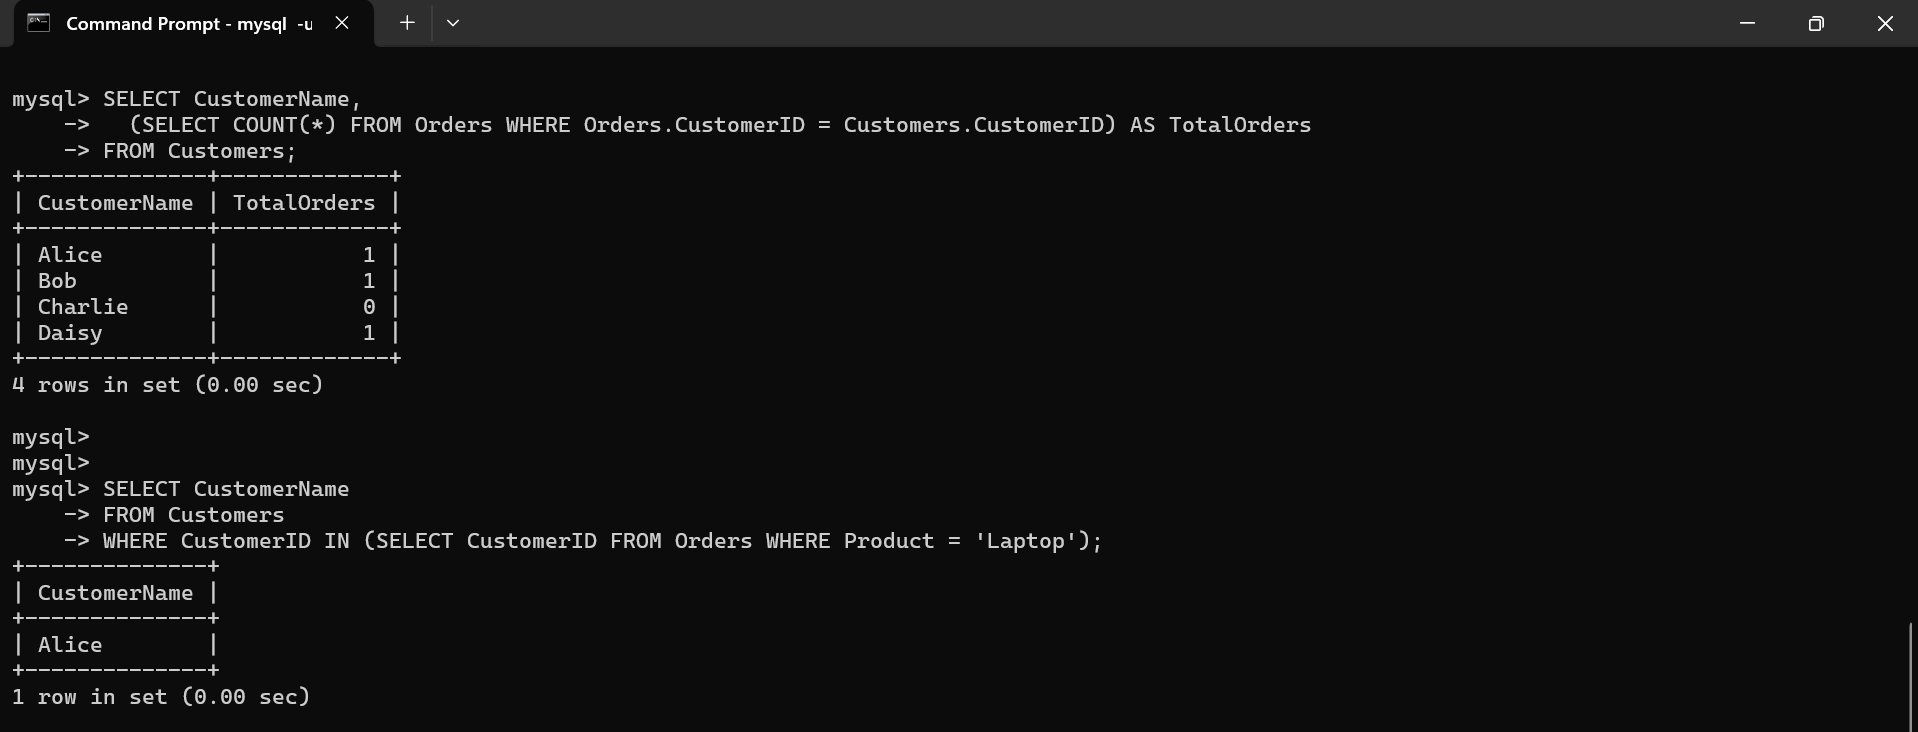 Command Prompt - mysql -u
mysql> SELECT CustomerName,
    ->   (SELECT COUNT(*) FROM Orders WHERE Orders.CustomerID = Customers.CustomerID) AS TotalOrders
    -> FROM Customers;
+--------------+-------------+
| CustomerName | TotalOrders |
+--------------+-------------+
| Alice        |           1 |
| Bob          |           1 |
| Charlie      |           0 |
| Daisy        |           1 |
+--------------+-------------+
4 rows in set (0.00 sec)
mysql>
mysql>
mysql> SELECT CustomerName
    -> FROM Customers
    -> WHERE CustomerID IN (SELECT CustomerID FROM Orders WHERE Product = 'Laptop');
+--------------+
| CustomerName |
+--------------+
| Alice        |
+--------------+
1 row in set (0.00 sec)